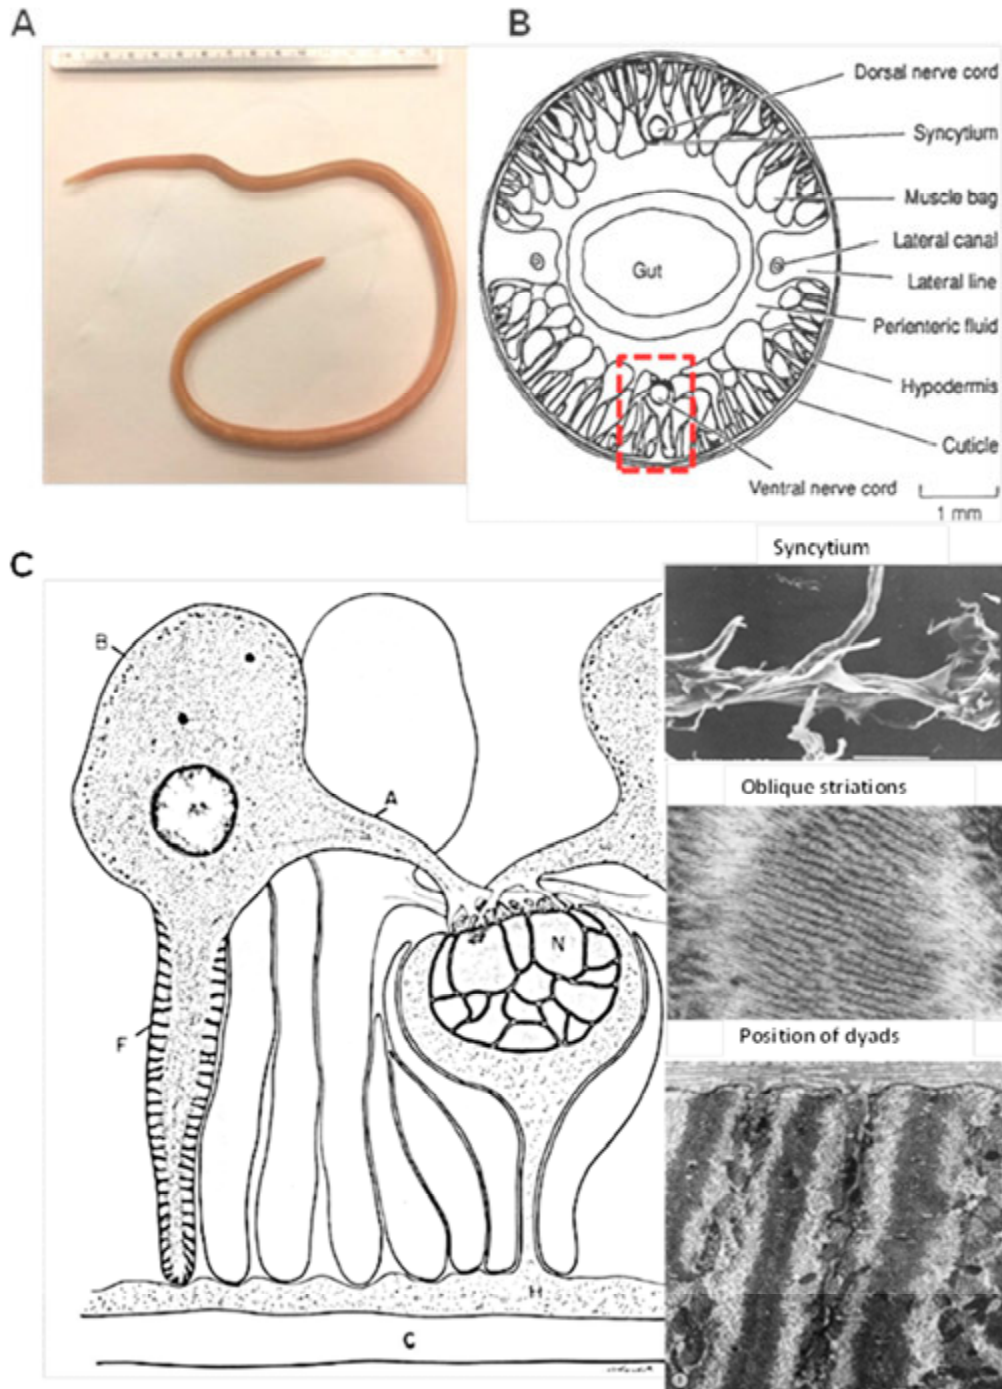 A
B
Dorsal nerve cord
Syncytium
Muscle bag
Lateral canal
Lateral line
Gut
Perienteric fluid
Hypodermis
Cuticle
Ventral nerve cord
1 mm
C
Syncytium
B
A
N
F
H
C
Oblique striations
Position of dyads